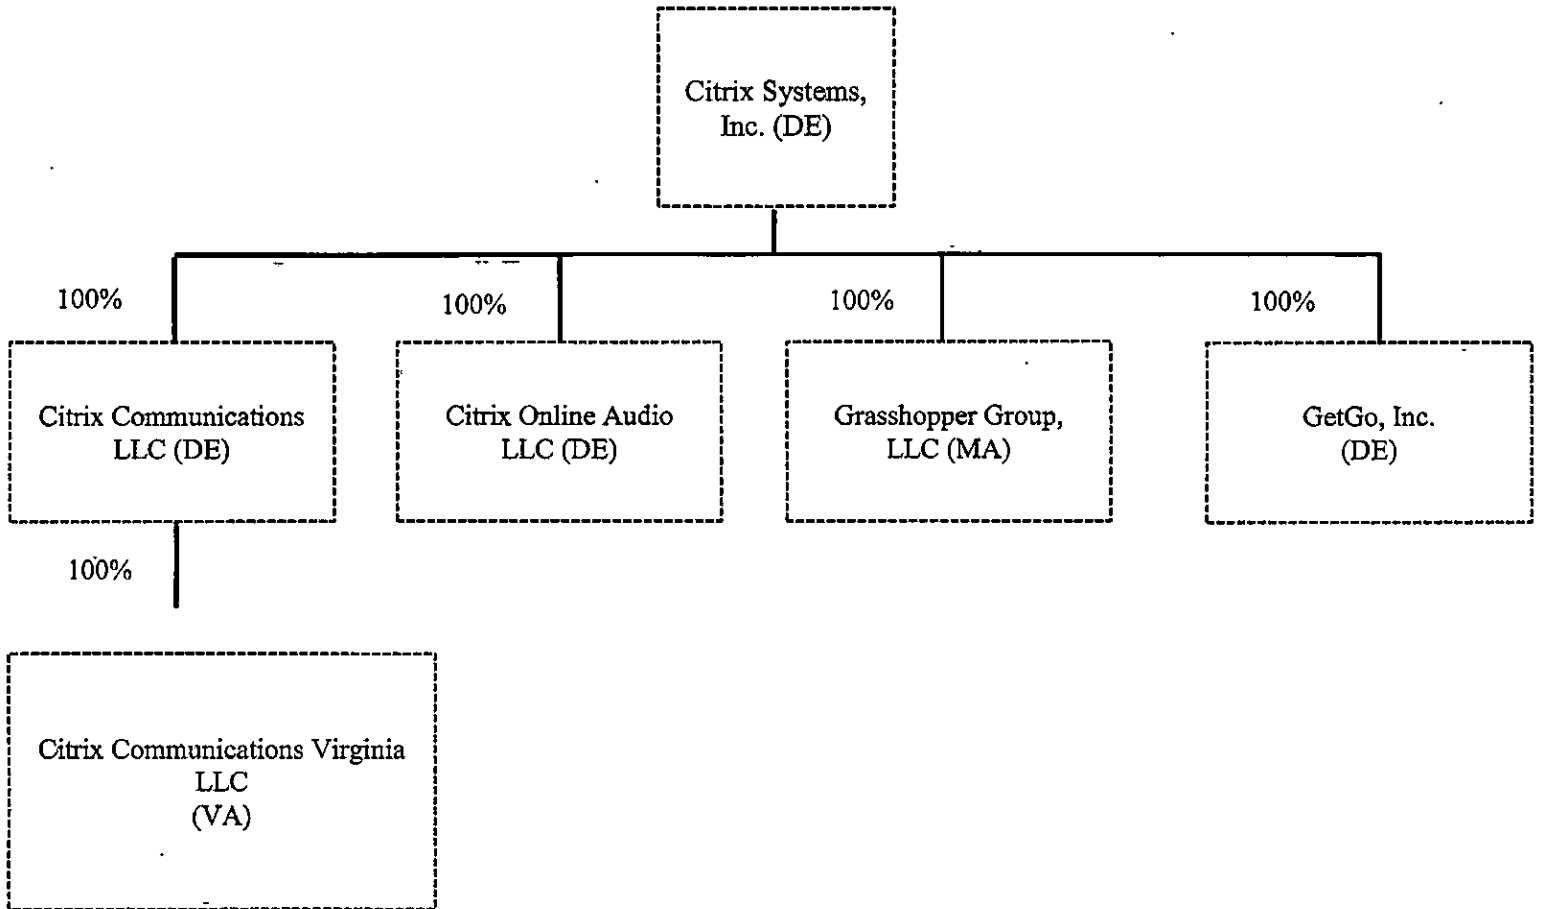 Citrix Systems,
Inc. (DE)
100%
100%
100%
100%
Citrix Communications
LLC (DE)
Citrix Online Audio
LLC (DE)
Grasshopper Group,
LLC (MA)
GetGo, Inc.
(DE)
100%
Citrix Communications Virginia
LLC
(VA)